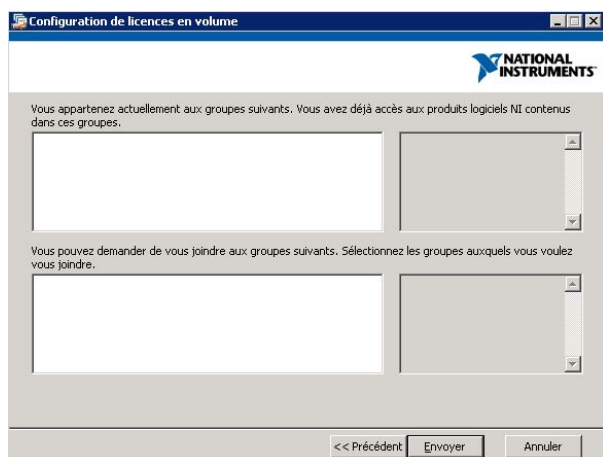 Configuration de licences en volume
NATIONAL
INSTRUMENTS
Vous appartenez actuellement aux groupes suivants. Vous avez déjà accès aux produits logiciels NI contenus
dans ces groupes.
Vous pouvez demander de vous joindre aux groupes suivants. Sélectionnez les groupes auxquels vous voulez
vous joindre.
<< Précédent
Envoyer
Annuler